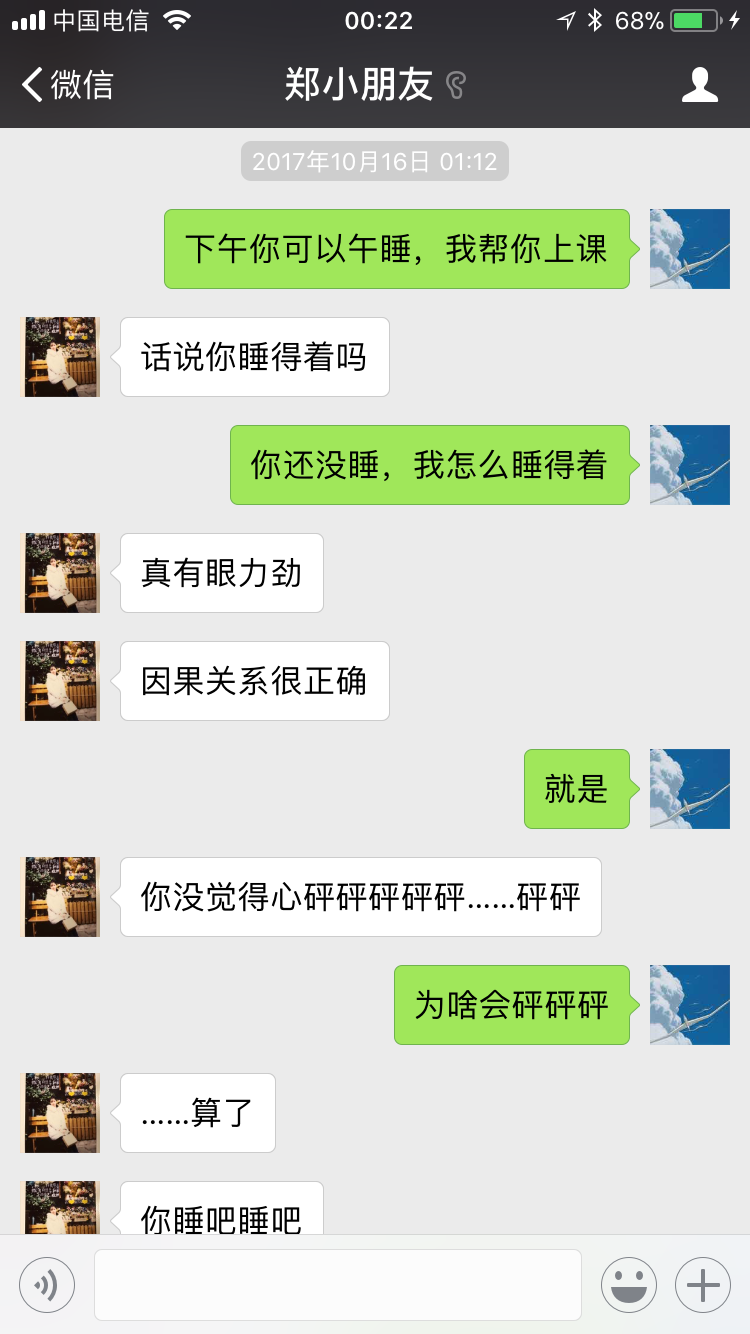 中国电信 00:22 68%
微信 郑小朋友
2017年10月16日 01:12
下午你可以午睡，我帮你上课
话说你睡得着吗
你还没睡，我怎么睡得着
真有眼力劲
因果关系很正确
就是
你没觉得心砰砰砰砰砰……砰砰
为啥会砰砰砰
……算了
你睡吧睡吧